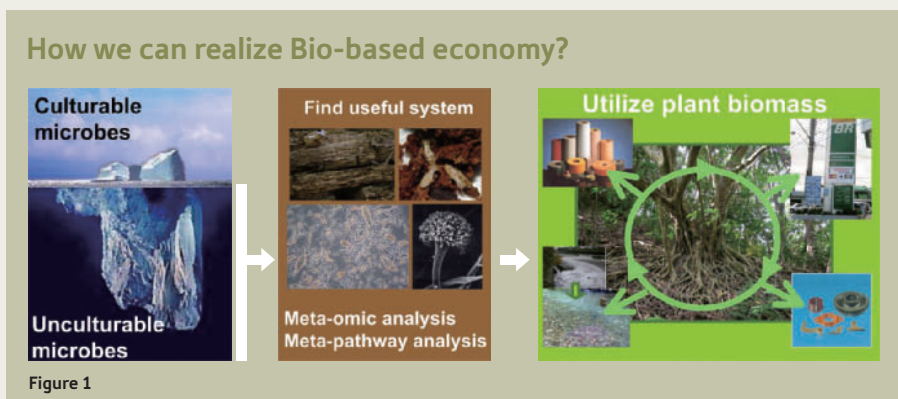 How we can realize Bio-based economy?
Culturable
microbes
Unculturable
microbes
Find useful system
Meta-omic analysis
Meta-pathway analysis
Utilize plant biomass
BR
Figure 1